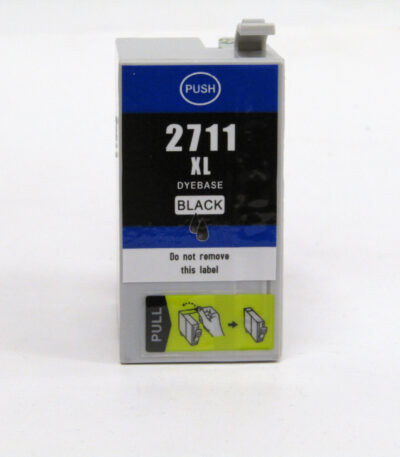 PUSH
2711
XL
DYEBASE
BLACK
Do not remove
this label
PULL